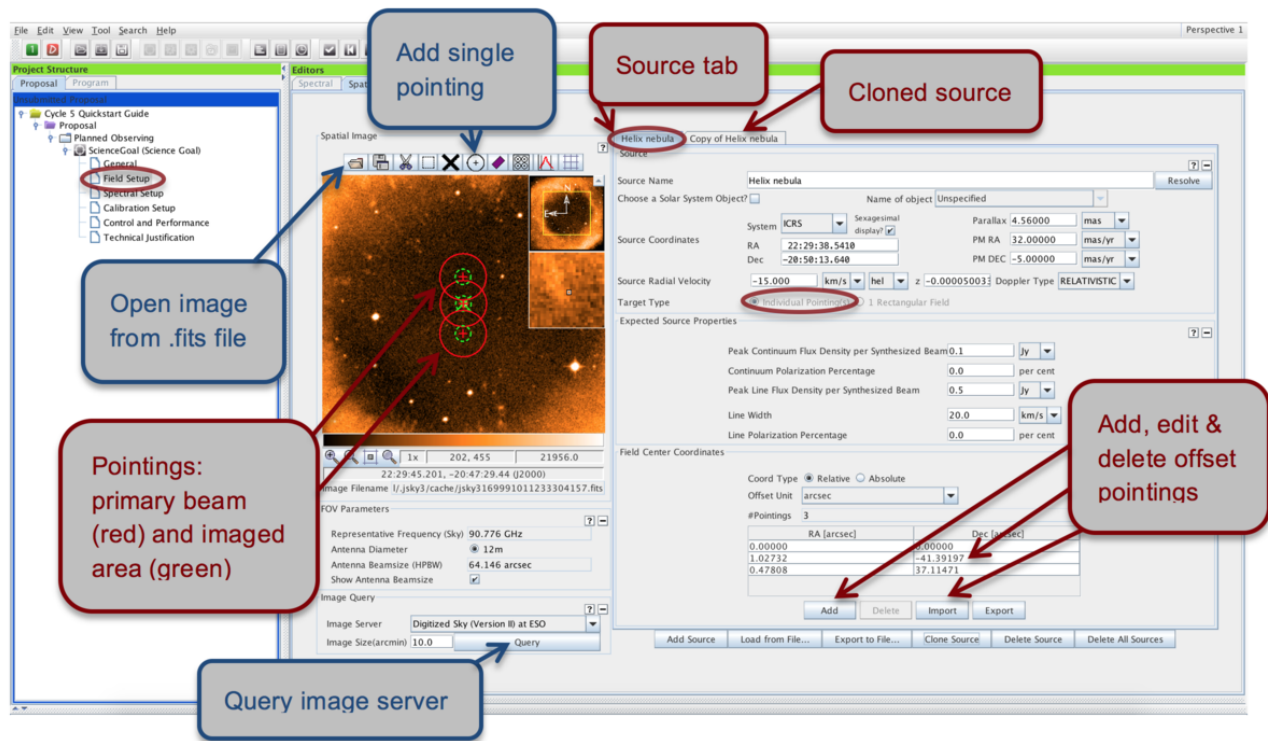 File Edit View Tool Search Help
Perspective 1
Project Structure
Proposal Program
Unsubmitted Proposal
Cycle 5 Quickstart Guide
Proposal
Planned Observing
ScienceGoal (Science Goal)
General
Field Setup
Spectral Setup
Calibration Setup
Control and Performance
Technical Justification
Open image
from .fits file
Pointings:
primary beam
(red) and imaged
area (green)
Editors
Spectral Spat
Add single
pointing
Source tab
Cloned source
Spatial Image
?
N
E
1x 202, 455 21956.0
22:29:45.201, -20:47:29.44 (J2000)
Image Filename l/.jsky3/cache/jsky3169991011233304157.fits
FOV Parameters
? −
Representative Frequency (Sky) 90.776 GHz
Antenna Diameter 12m
Antenna Beamsize (HPBW) 64.146 arcsec
Show Antenna Beamsize
Image Query
? −
Image Server Digitized Sky (Version II) at ESO
Image Size(arcmin) 10.0 Query
Query image server
Helix nebula Copy of Helix nebula
Source
? −
Source Name Helix nebula Resolve
Choose a Solar System Object? Name of object Unspecified
Source Coordinates
System ICRS Sexagesimal display? Parallax 4.56000 mas
RA 22:29:38.5410 PM RA 32.00000 mas/yr
Dec -20:50:13.640 PM DEC -5.00000 mas/yr
Source Radial Velocity -15.000 km/s hel z -0.00005003 Doppler Type RELATIVISTIC
Target Type Individual Pointing(s) 1 Rectangular Field
Expected Source Properties
? −
Peak Continuum Flux Density per Synthesized Beam 0.1 Jy
Continuum Polarization Percentage 0.0 per cent
Peak Line Flux Density per Synthesized Beam 0.5 Jy
Line Width 20.0 km/s
Line Polarization Percentage 0.0 per cent
Field Center Coordinates
Coord Type Relative Absolute
Offset Unit arcsec
#Pointings 3
RA [arcsec] Dec [arcsec]
0.00000 0.00000
1.02732 -41.39197
0.47808 37.11471
Add Delete Import Export
Add Source Load from File... Export to File... Clone Source Delete Source Delete All Sources
Add, edit &
delete offset
pointings